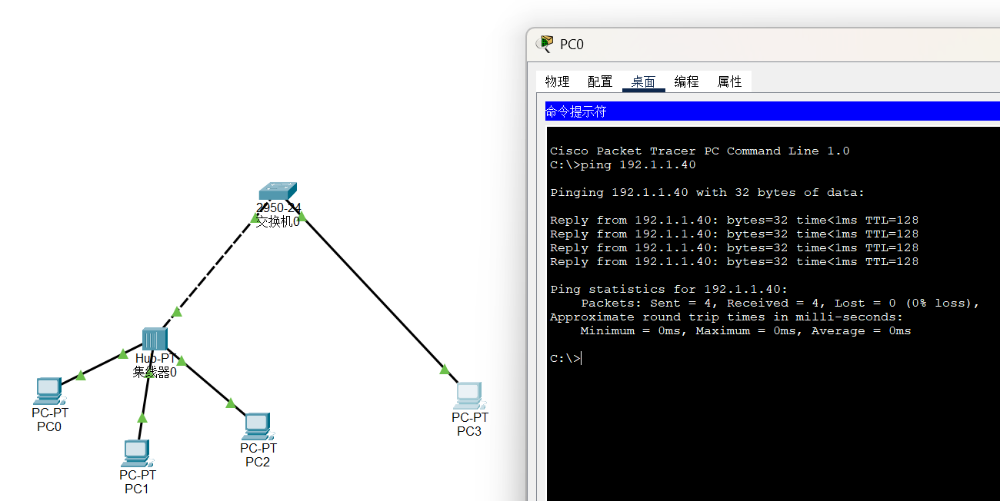 2950-24
交换机0
Hub-PT
集线器0
PC-PT
PC0
PC-PT
PC1
PC-PT
PC2
PC-PT
PC3
PC0
物理 配置 桌面 编程 属性
命令提示符
Cisco Packet Tracer PC Command Line 1.0
C:\>ping 192.1.1.40
Pinging 192.1.1.40 with 32 bytes of data:
Reply from 192.1.1.40: bytes=32 time<1ms TTL=128
Reply from 192.1.1.40: bytes=32 time<1ms TTL=128
Reply from 192.1.1.40: bytes=32 time<1ms TTL=128
Reply from 192.1.1.40: bytes=32 time<1ms TTL=128
Ping statistics for 192.1.1.40:
Packets: Sent = 4, Received = 4, Lost = 0 (0% loss),
Approximate round trip times in milli-seconds:
Minimum = 0ms, Maximum = 0ms, Average = 0ms
C:\>